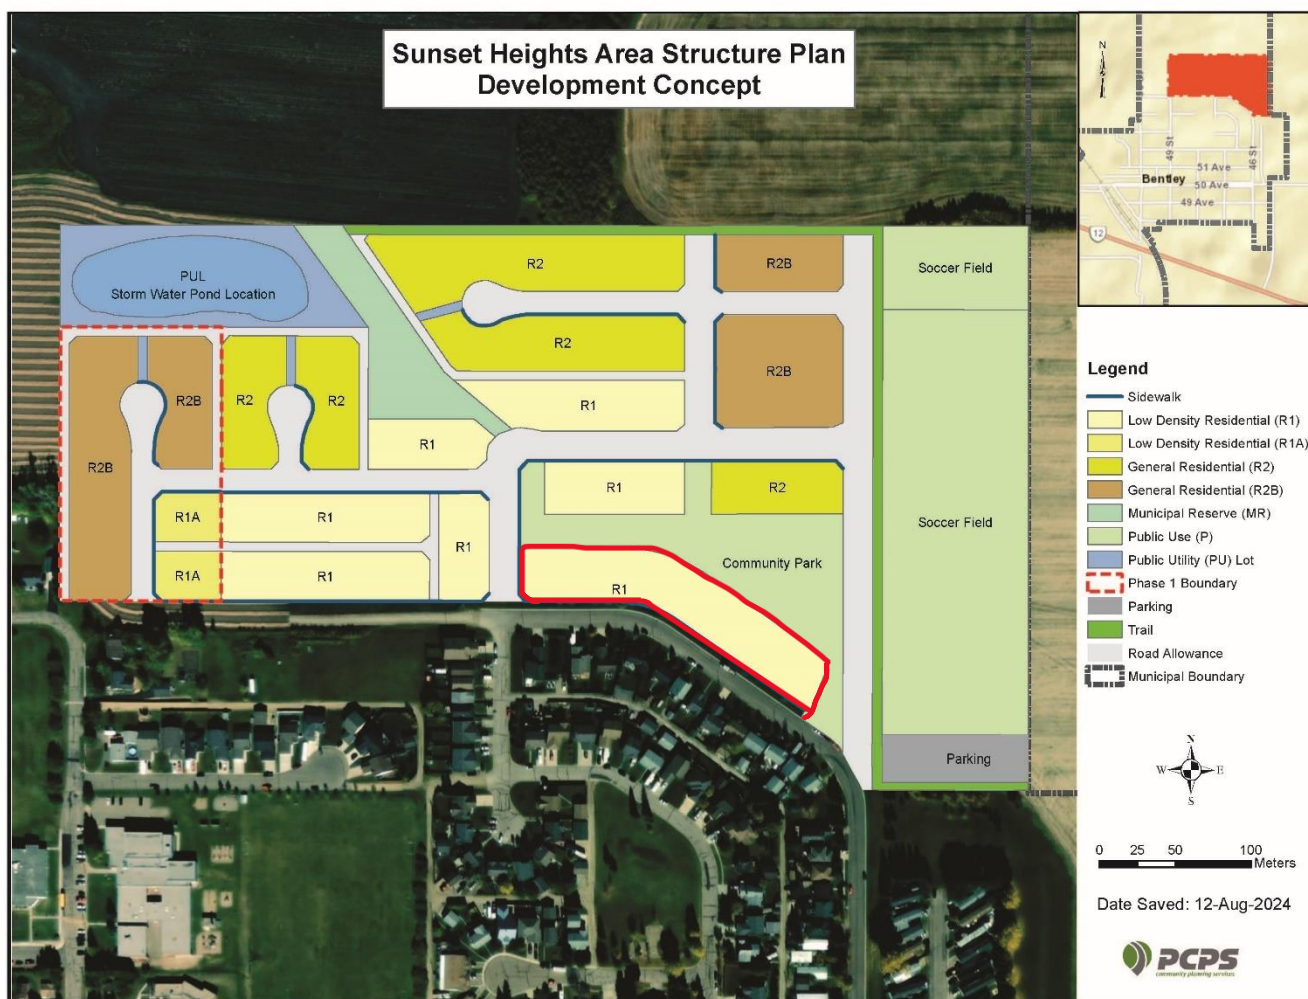 Sunset Heights Area Structure Plan
Development Concept
N
49 St
46 St
51 Ave
Bentley
50 Ave
49 Ave
12
PUL
Storm Water Pond Location
R2
R2B
Soccer Field
R2
R2B
R2B
R2
R2
R1
R1
R2B
R1
R2
R1A
R1
R1
Soccer Field
R1A
R1
R1
Community Park
Parking
Legend
Sidewalk
Low Density Residential (R1)
Low Density Residential (R1A)
General Residential (R2)
General Residential (R2B)
Municipal Reserve (MR)
Public Use (P)
Public Utility (PU) Lot
Phase 1 Boundary
Parking
Trail
Road Allowance
Municipal Boundary
N
W E
S
0 25 50 100
Meters
Date Saved: 12-Aug-2024
PCPS
community planning services